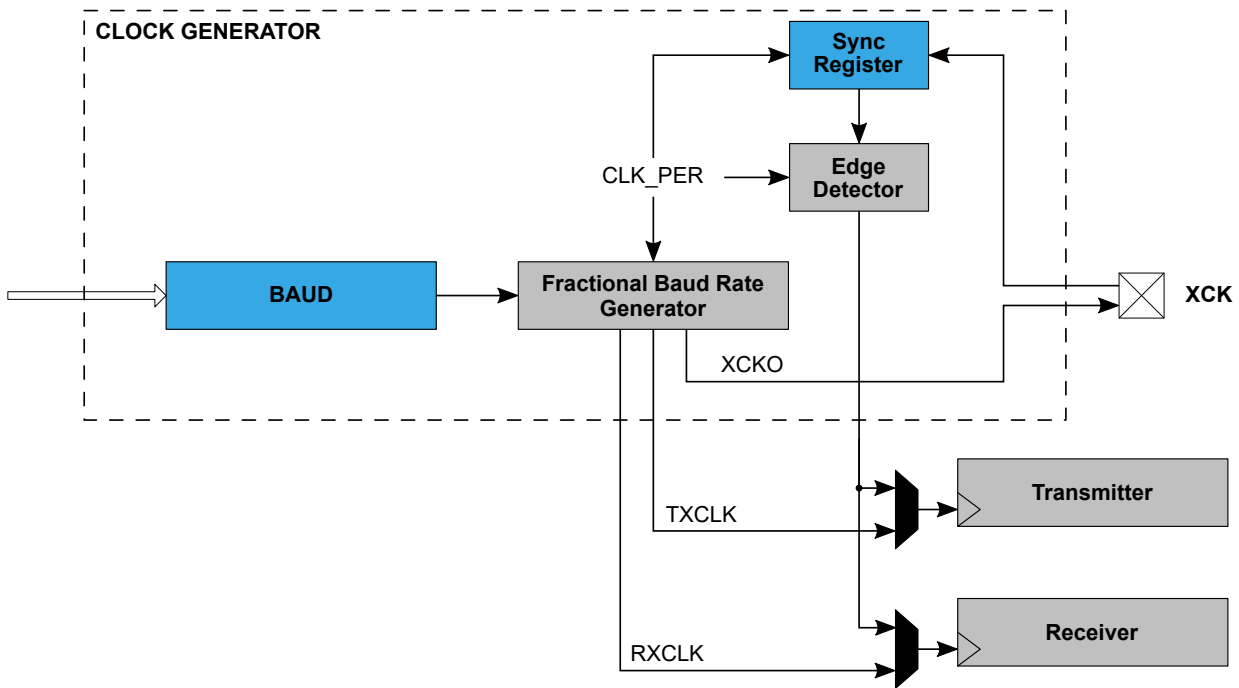 CLOCK GENERATOR
Sync
Register
CLK_PER
Edge
Detector
BAUD
Fractional Baud Rate
Generator
XCK
XCKO
Transmitter
TXCLK
Receiver
RXCLK